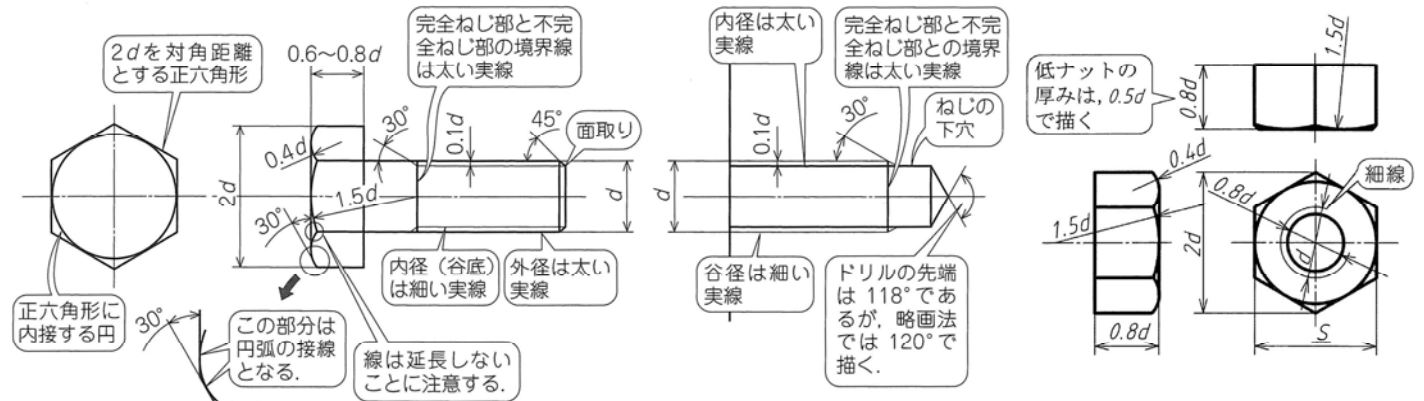 2dを対角距離
とする正六角形
正六角形に
内接する円
0.6〜0.8d
完全ねじ部と不完
全ねじ部の境界線
は太い実線
30°
0.1d
45°
面取り
0.4d
2d
1.5d
30°
d
内径（谷底）
は細い実線
外径は太い
実線
30°
この部分は
円弧の接線
となる.
線は延長しない
ことに注意する.
内径は太い
実線
完全ねじ部と不完
全ねじ部との境界
線は太い実線
0.1d
30°
ねじの
下穴
d
谷径は細い
実線
ドリルの先端
は118°であ
るが，略画法
では120°で
描く.
低ナットの
厚みは，0.5d
で描く
0.8d
1.5d
0.4d
1.5d
0.8d
2d
0.8d
細線
d
S